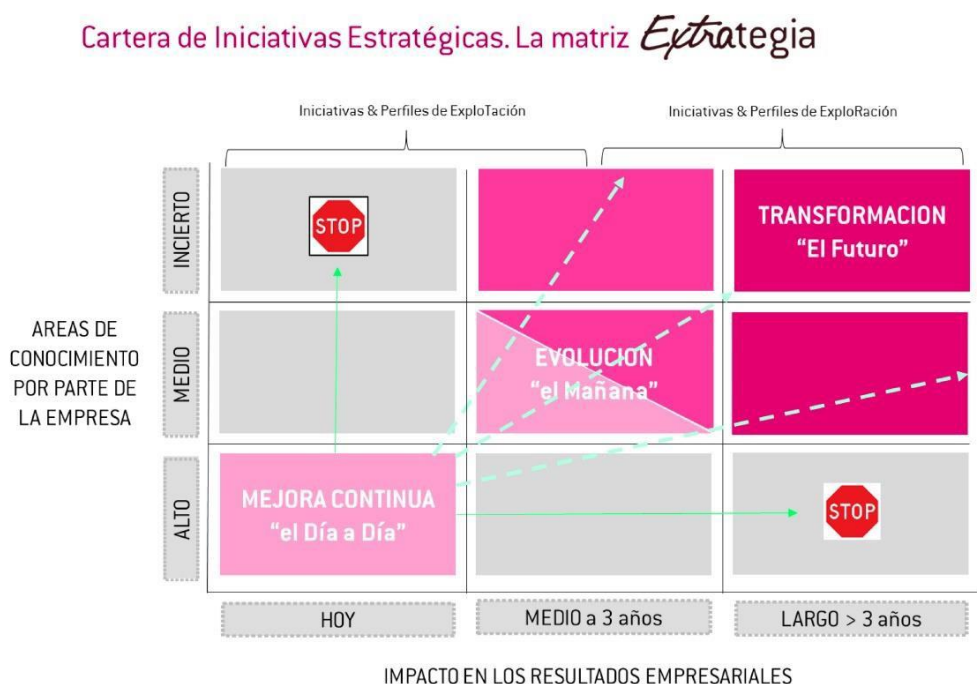 Cartera de Iniciativas Estratégicas. La matriz Extrategia
Iniciativas & Perfiles de ExploTación
Iniciativas & Perfiles de ExploRación
INCIERTO
STOP
TRANSFORMACION
“El Futuro”
AREAS DE
CONOCIMIENTO
POR PARTE DE
LA EMPRESA
MEDIO
EVOLUCION
“el Mañana”
ALTO
MEJORA CONTINUA
“el Día a Día”
STOP
HOY
MEDIO a 3 años
LARGO > 3 años
IMPACTO EN LOS RESULTADOS EMPRESARIALES